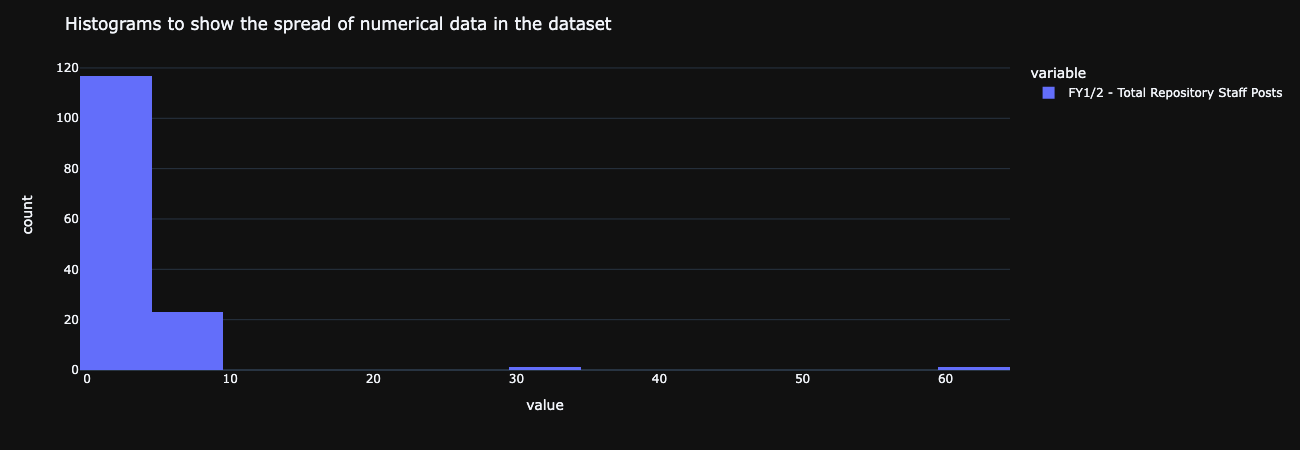 Histograms to show the spread of numerical data in the dataset
variable
FY1/2 - Total Repository Staff Posts
count
120
100
80
60
40
20
0
0 10 20 30 40 50 60
value